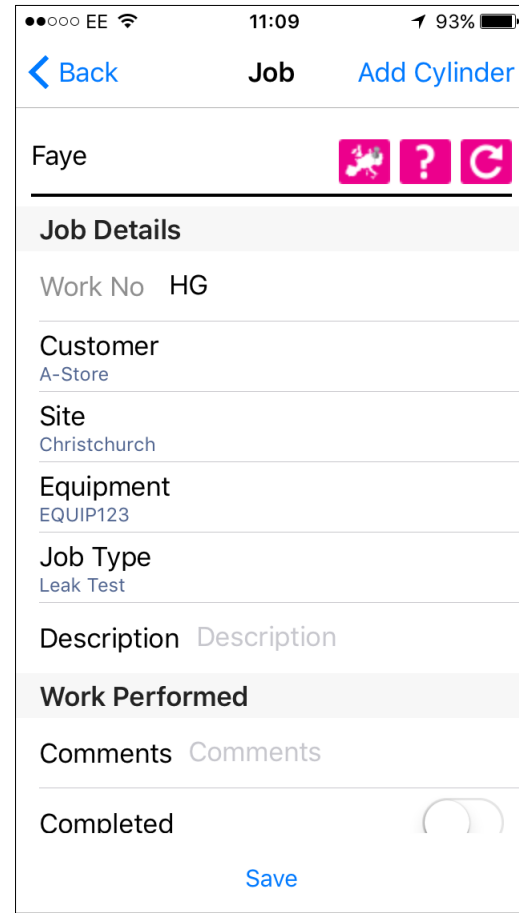 EE 11:09 93%
Back Job Add Cylinder
Faye ?
Job Details
Work No HG
Customer
A-Store
Site
Christchurch
Equipment
EQUIP123
Job Type
Leak Test
Description Description
Work Performed
Comments Comments
Completed
Save